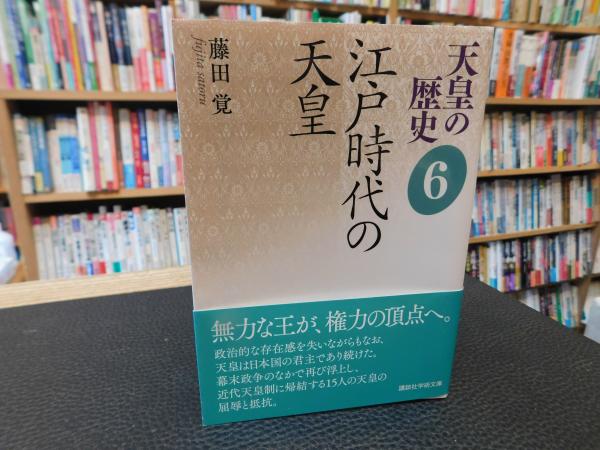 天皇の
歴史
6
江戸時代の
天皇
藤田 覚
fujita satoru
無力な王が、権力の頂点へ。
政治的な存在感を失いながらもなお、
天皇は日本国の君主であり続けた。
幕末政争のなかで再び浮上し、
近代天皇制に帰結する15人の天皇の
屈辱と抵抗。
講談社学術文庫